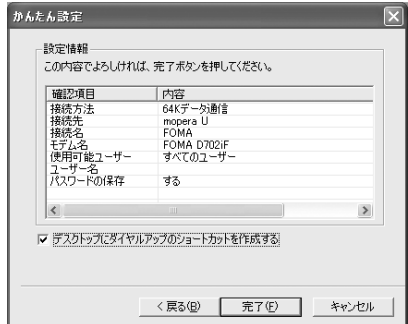 かんたん設定
設定情報
この内容でよろしければ、完了ボタンを押してください。
確認項目 内容
接続方法 64Kデータ通信
接続先 mopera U
接続名 FOMA
モデム名 FOMA D702iF
使用可能ユーザー すべてのユーザー
ユーザー名
パスワードの保存 する
デスクトップにダイヤルアップのショートカットを作成する
< 戻る(B) 完了(F) キャンセル